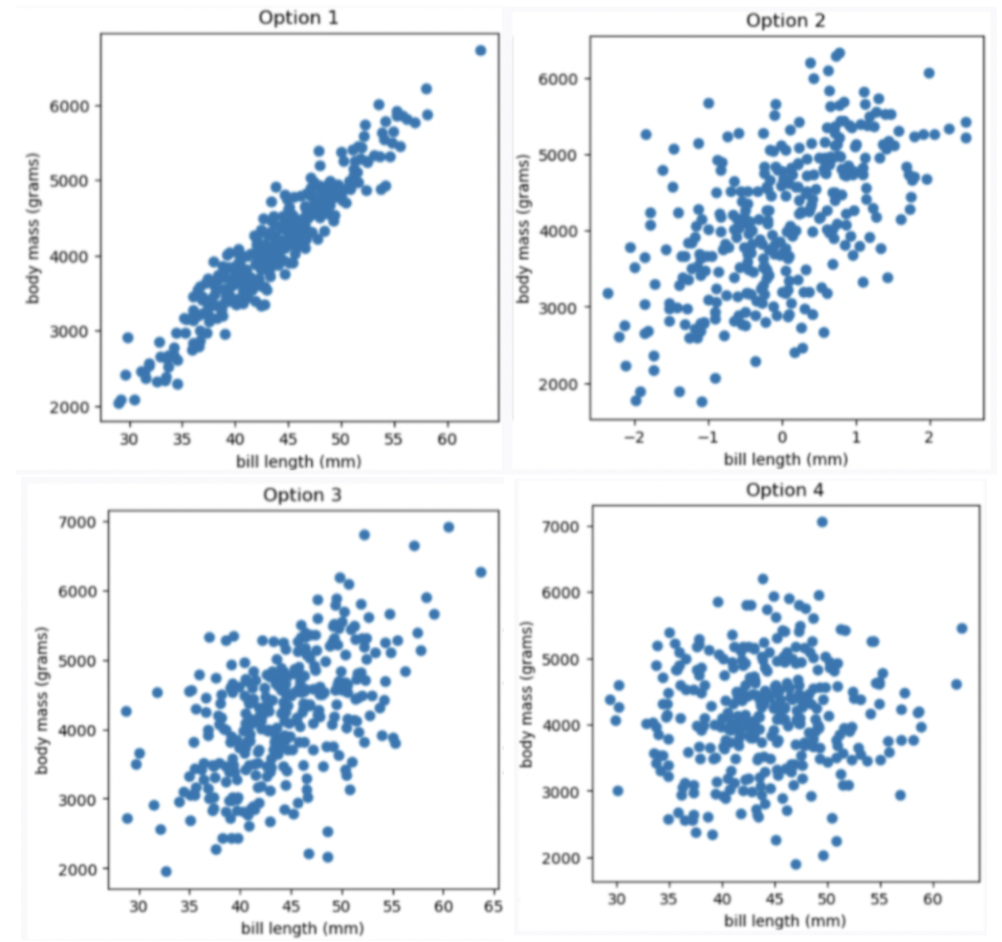 Option 1
6000
5000
4000
3000
2000
body mass (grams)
30 35 40 45 50 55 60
bill length (mm)
Option 2
6000
5000
4000
3000
2000
body mass (grams)
−2 −1 0 1 2
bill length (mm)
Option 3
7000
6000
5000
4000
3000
2000
body mass (grams)
30 35 40 45 50 55 60 65
bill length (mm)
Option 4
7000
6000
5000
4000
3000
2000
body mass (grams)
30 35 40 45 50 55 60
bill length (mm)